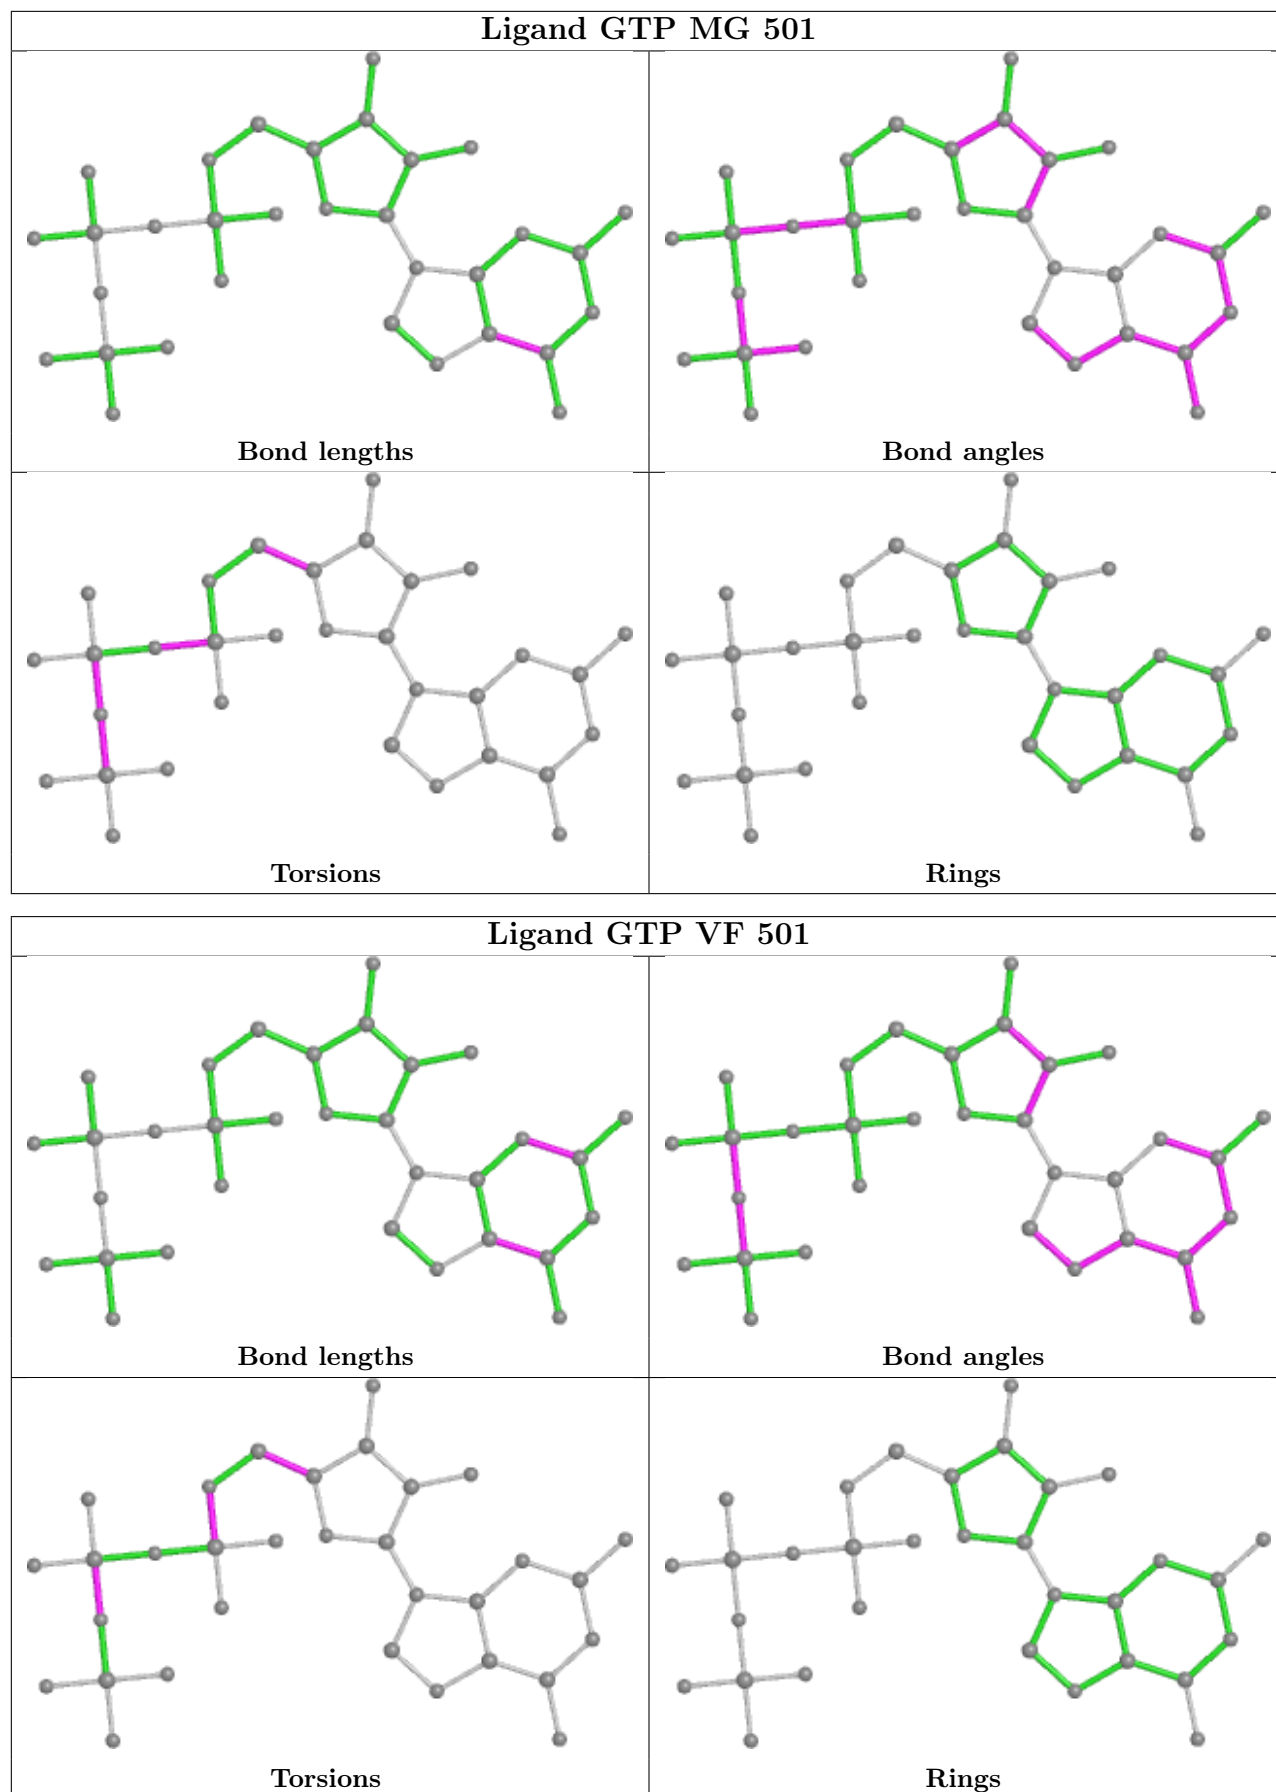 Ligand GTP MG 501
Bond lengths
Bond angles
Torsions
Rings
Ligand GTP VF 501
Bond lengths
Bond angles
Torsions
Rings